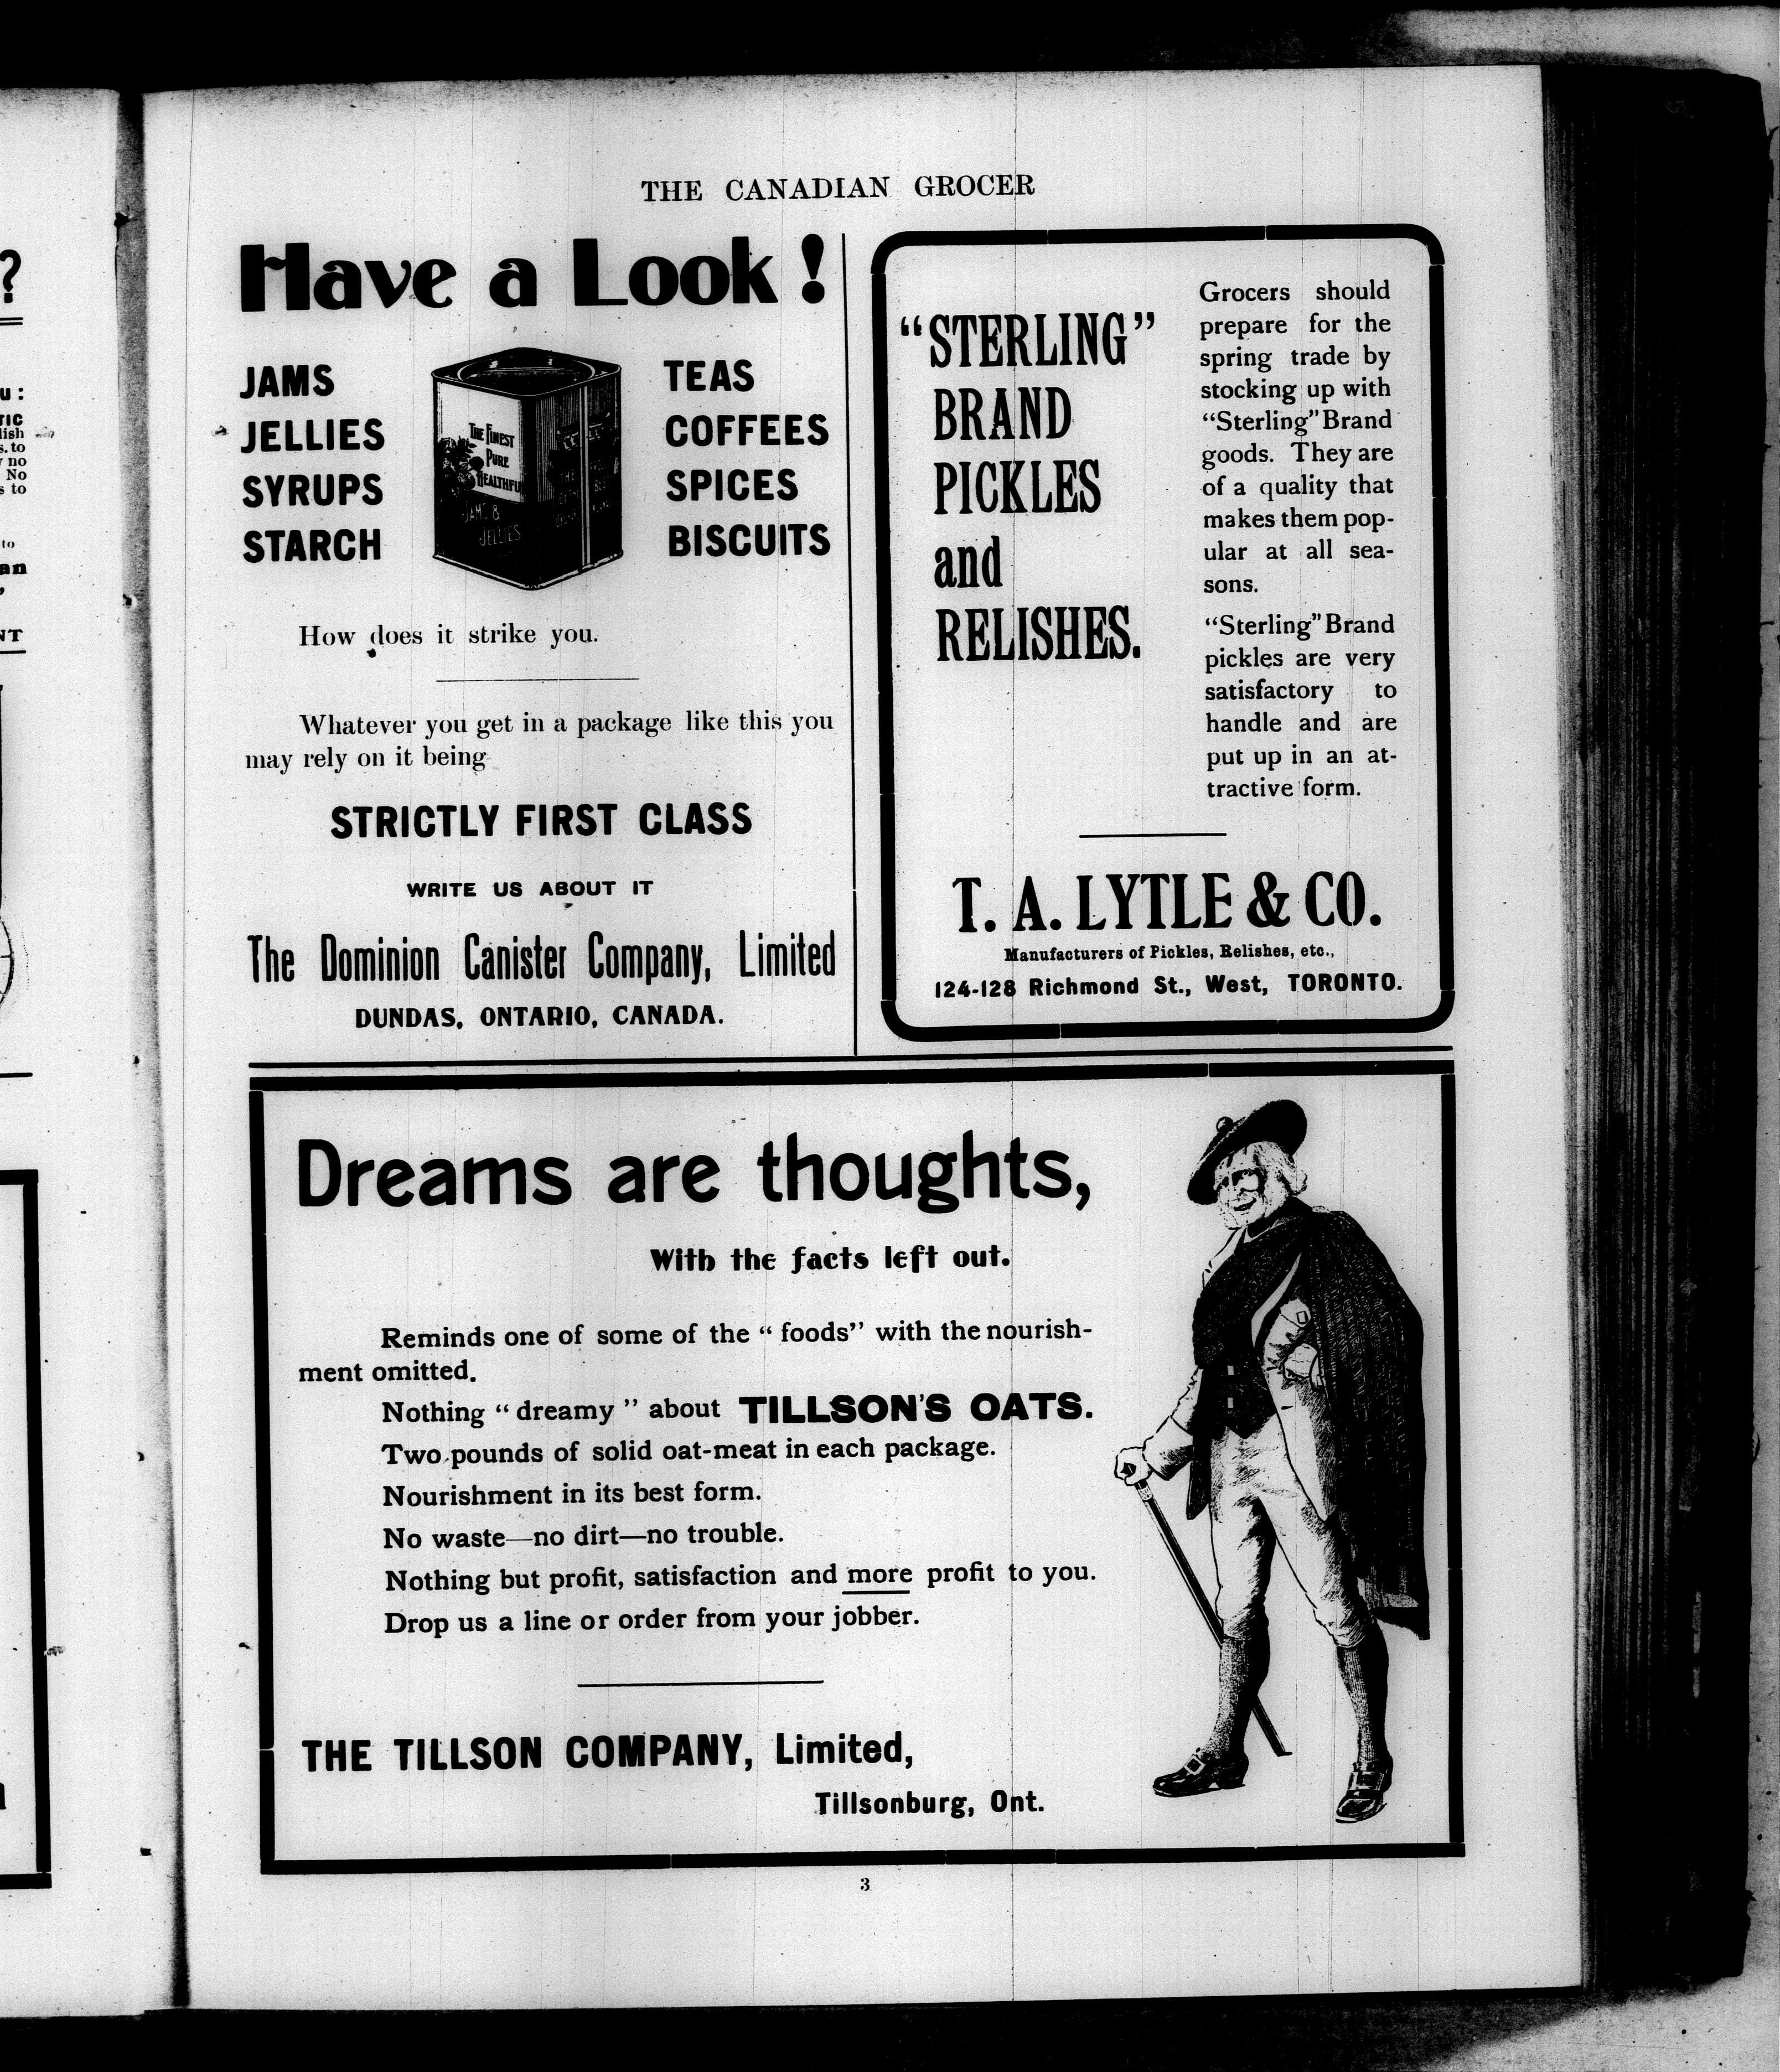 THE CANADIAN GROCER
Have a Look!
JAMS
JELLIES
SYRUPS
STARCH
THE FINEST
PURE
HEALTHFUL
JAMS &
JELLIES
TEAS
COFFEES
SPICES
BISCUITS
How does it strike you.
Whatever you get in a package like this you
may rely on it being
STRICTLY FIRST CLASS
WRITE US ABOUT IT
The Dominion Canister Company, Limited
DUNDAS, ONTARIO, CANADA.
“STERLING”
BRAND
PICKLES
and
RELISHES.
Grocers should
prepare for the
spring trade by
stocking up with
“Sterling” Brand
goods. They are
of a quality that
makes them pop-
ular at all sea-
sons.
“Sterling” Brand
pickles are very
satisfactory to
handle and are
put up in an at-
tractive form.
T. A. LYTLE & CO.
Manufacturers of Pickles, Relishes, etc.,
124-128 Richmond St., West, TORONTO.
Dreams are thoughts,
With the facts left out.
Reminds one of some of the “foods” with the nourish-
ment omitted.
Nothing “dreamy” about TILLSON'S OATS.
Two pounds of solid oat-meat in each package.
Nourishment in its best form.
No waste—no dirt—no trouble.
Nothing but profit, satisfaction and more profit to you.
Drop us a line or order from your jobber.
THE TILLSON COMPANY, Limited,
Tillsonburg, Ont.
3